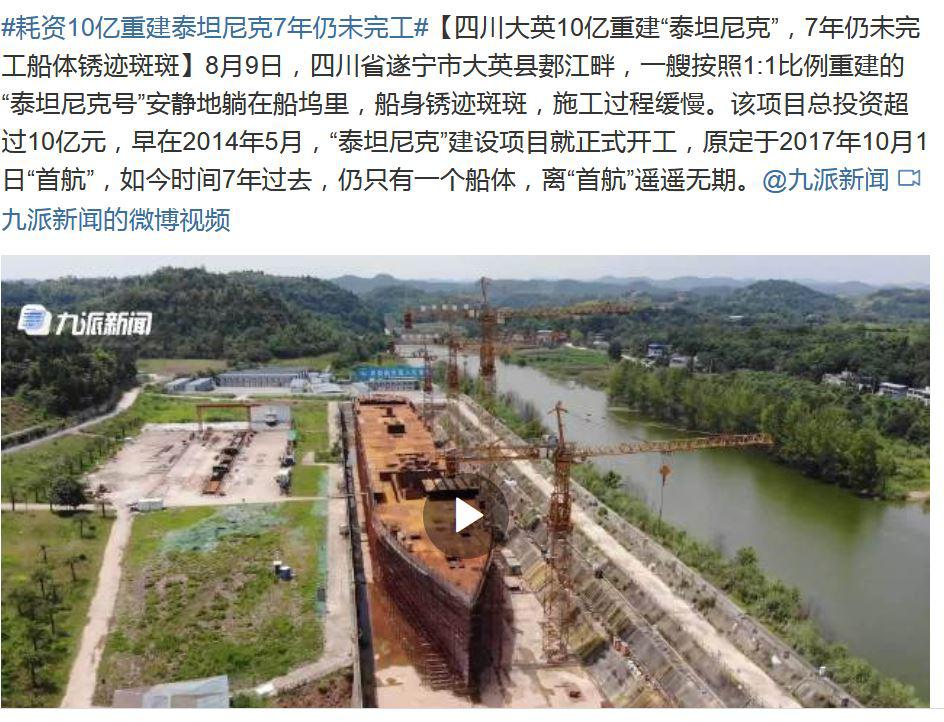 #耗资10亿重建泰坦尼克7年仍未完工#【四川大英10亿重建“泰坦尼克”，7年仍未完
工船体锈迹斑斑】8月9日，四川省遂宁市大英县郪江畔，一艘按照1:1比例重建的
“泰坦尼克号”安静地躺在船坞里，船身锈迹斑斑，施工过程缓慢。该项目总投资超
过10亿元，早在2014年5月，“泰坦尼克”建设项目就正式开工，原定于2017年10月1
日“首航”，如今时间7年过去，仍只有一个船体，离“首航”遥遥无期。@九派新闻
九派新闻的微博视频
九派新闻